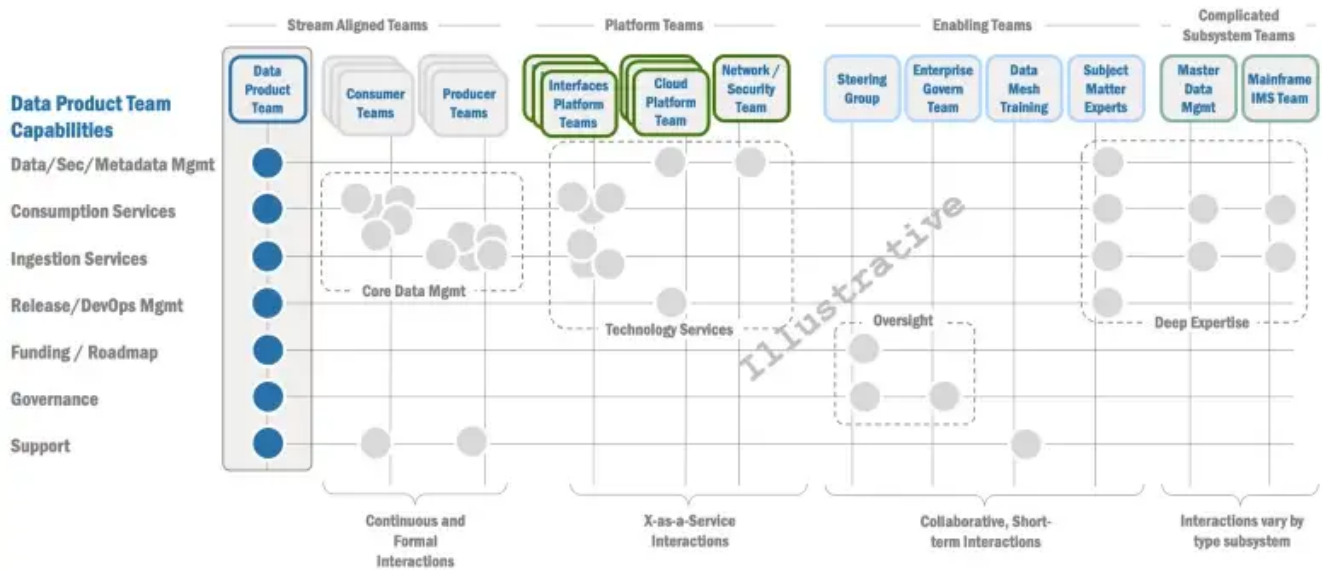 Stream Aligned Teams
Platform Teams
Enabling Teams
Complicated
Subsystem Teams
Data
Product
Team
Consumer
Teams
Producer
Teams
Interfaces
Platform
Teams
Cloud
Platform
Team
Network /
Security
Team
Steering
Group
Enterprise
Govern
Team
Data
Mesh
Training
Subject
Matter
Experts
Master
Data
Mgmt
Mainframe
IMS Team
Data Product Team
Capabilities
Data/Sec/Metadata Mgmt
Consumption Services
Ingestion Services
Release/DevOps Mgmt
Funding / Roadmap
Governance
Support
Core Data Mgmt
Technology Services
Illustrative
Oversight
Deep Expertise
Continuous and
Formal
Interactions
X-as-a-Service
Interactions
Collaborative, Short-
term Interactions
Interactions vary by
type subsystem